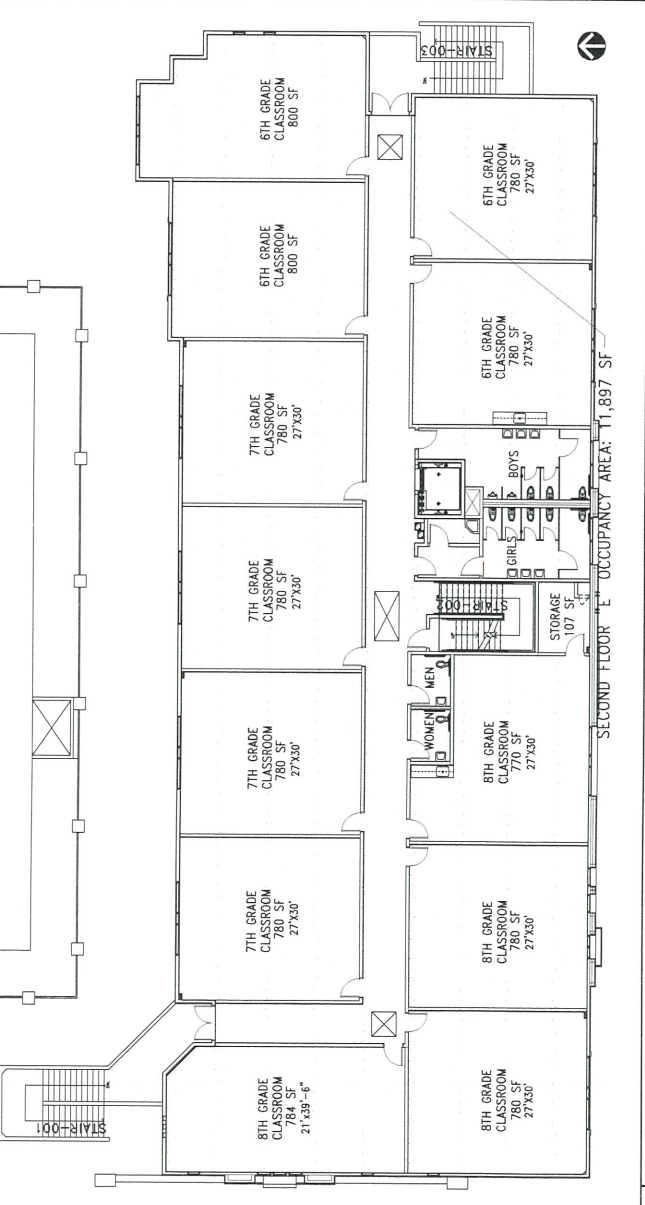 STAIR-003
6TH GRADE
CLASSROOM
800 SF
6TH GRADE
CLASSROOM
780 SF
27'X30'
6TH GRADE
CLASSROOM
800 SF
6TH GRADE
CLASSROOM
780 SF
27'X30'
7TH GRADE
CLASSROOM
780 SF
27'X30'
BOYS
GIRLS
7TH GRADE
CLASSROOM
780 SF
27'X30'
STAIR-002
STORAGE
107 SF
MEN
WOMEN
7TH GRADE
CLASSROOM
780 SF
27'X30'
8TH GRADE
CLASSROOM
770 SF
27'X30'
7TH GRADE
CLASSROOM
780 SF
27'X30'
8TH GRADE
CLASSROOM
780 SF
27'X30'
8TH GRADE
CLASSROOM
784 SF
21'x39'-6"
8TH GRADE
CLASSROOM
780 SF
27'X30'
STAIR-001
SECOND FLOOR E OCCUPANCY AREA: 11,897 SF